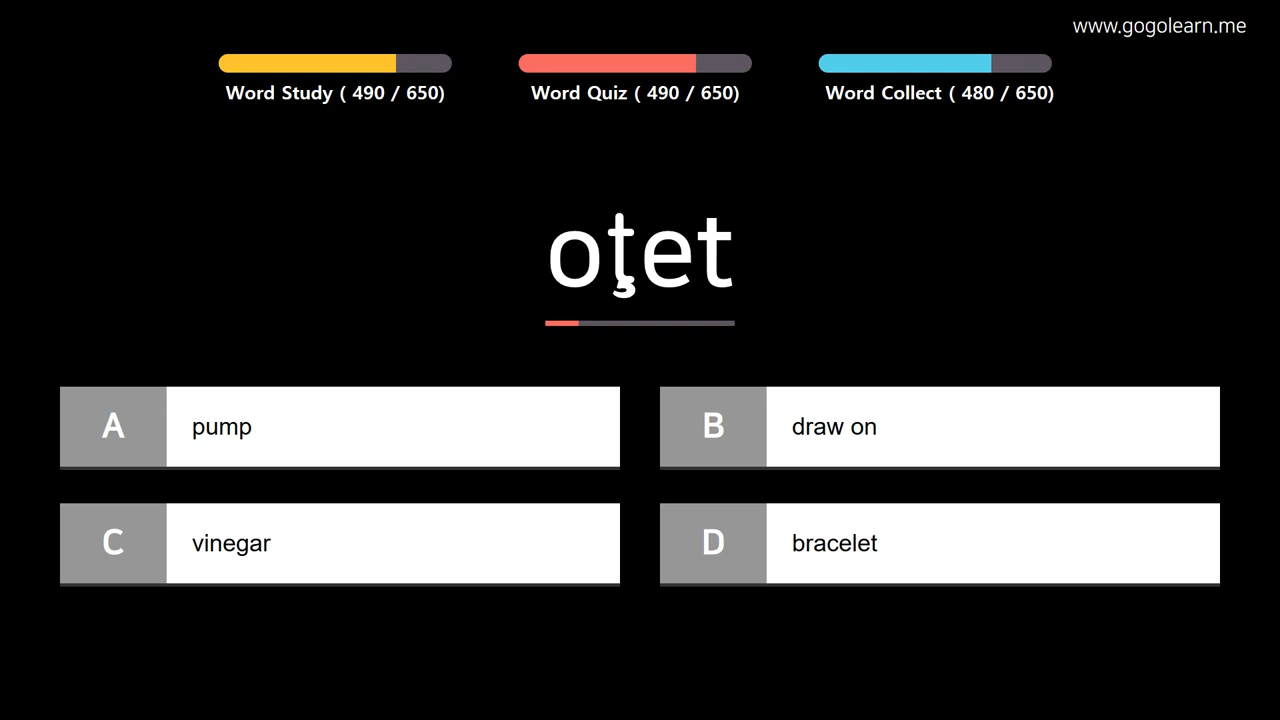 www.gogolearn.me
Word Study ( 490 / 650)
Word Quiz ( 490 / 650)
Word Collect ( 480 / 650)
oţet
A pump
B draw on
C vinegar
D bracelet